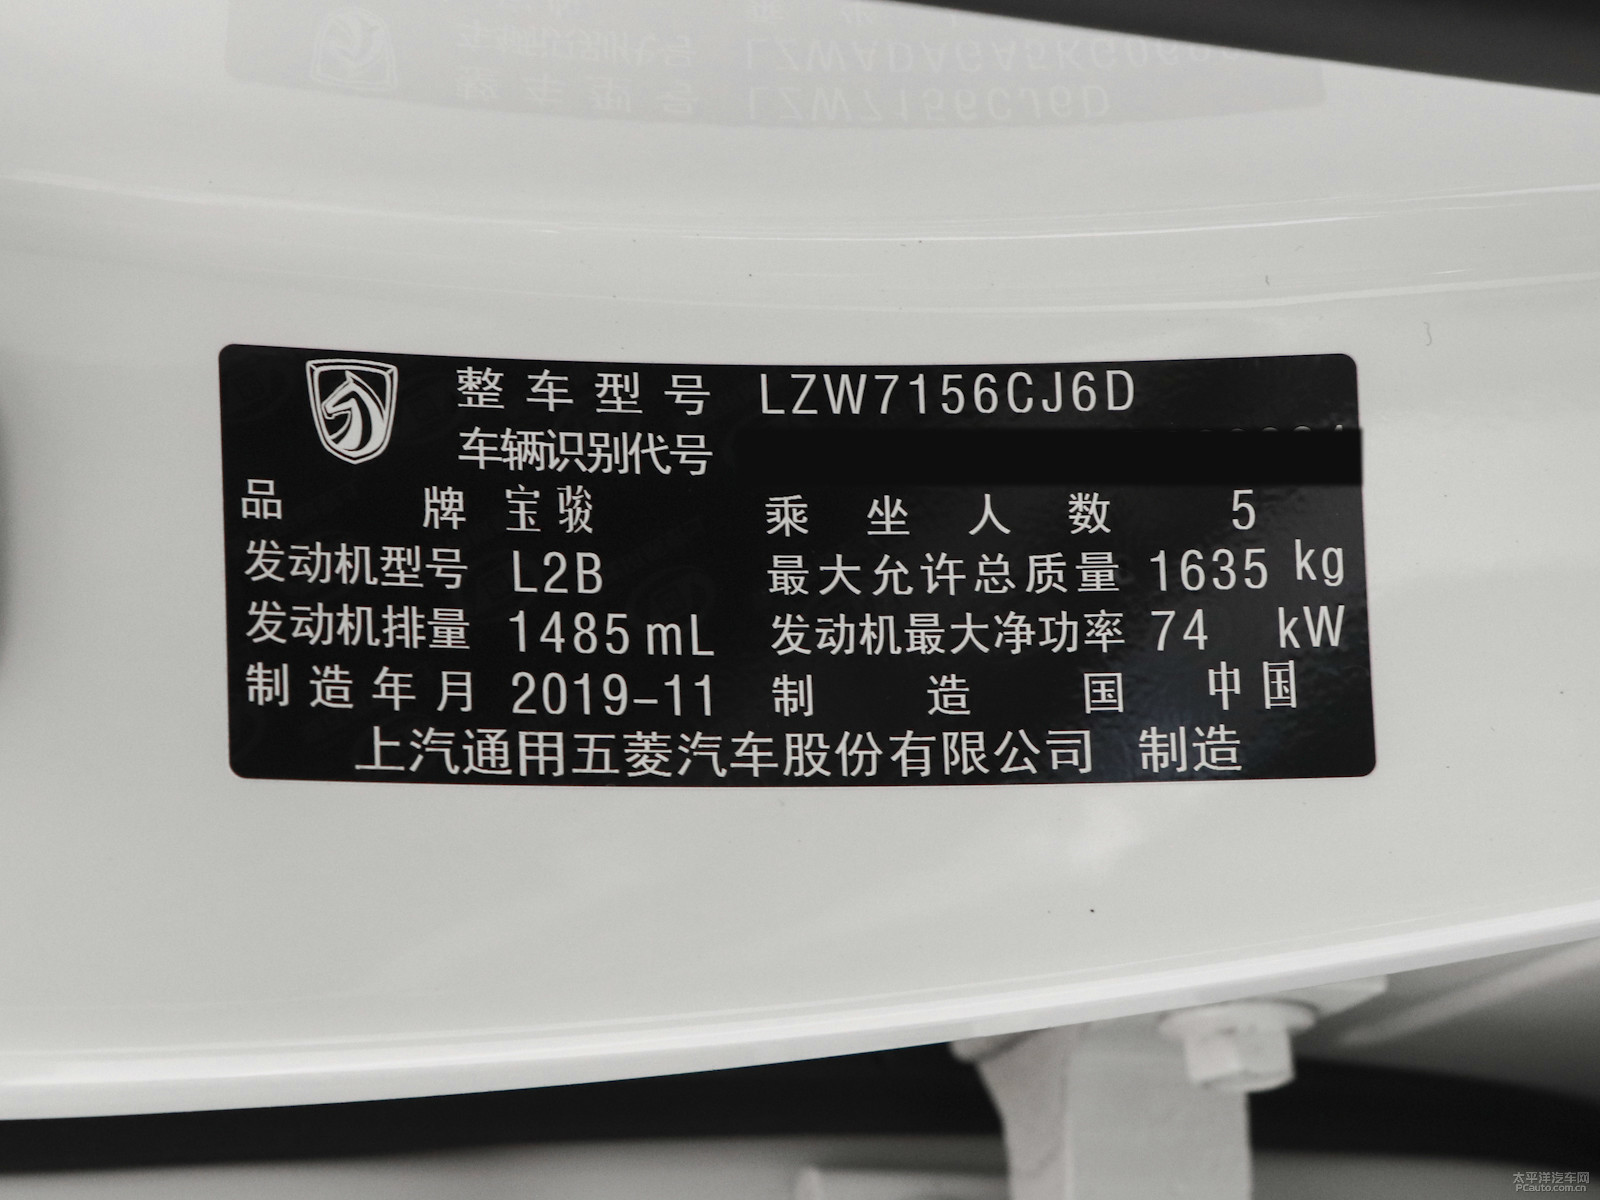 整车型号 LZW7156CJ6D
车辆识别代号
品牌 宝骏 乘坐人数 5
发动机型号 L2B 最大允许总质量 1635 kg
发动机排量 1485 mL 发动机最大净功率 74 kW
制造年月 2019-11 制造国 中国
上汽通用五菱汽车股份有限公司 制造
太平洋汽车网
PCauto.com.cn